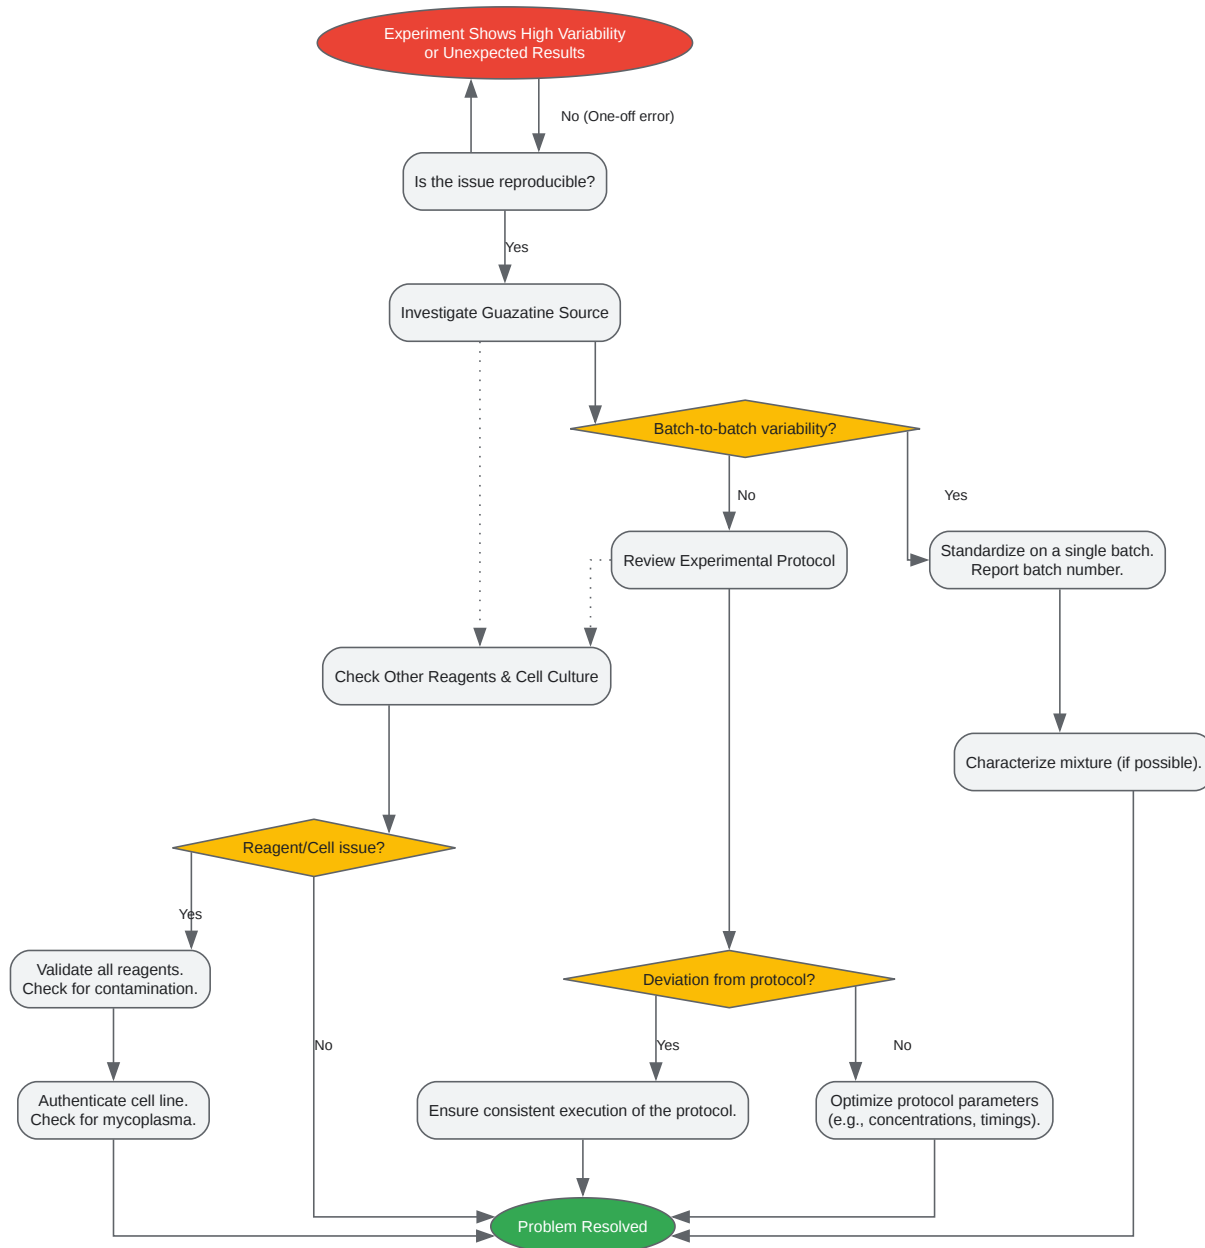 Experiment Shows High Variability
or Unexpected Results
No (One-off error)
Is the issue reproducible?
Yes
Investigate Guazatine Source
Batch-to-batch variability?
No
Yes
Review Experimental Protocol
Standardize on a single batch.
Report batch number.
Check Other Reagents & Cell Culture
Characterize mixture (if possible).
Reagent/Cell issue?
Yes
Validate all reagents.
Check for contamination.
Deviation from protocol?
No
Yes
No
Authenticate cell line.
Check for mycoplasma.
Ensure consistent execution of the protocol.
Optimize protocol parameters
(e.g., concentrations, timings).
Problem Resolved